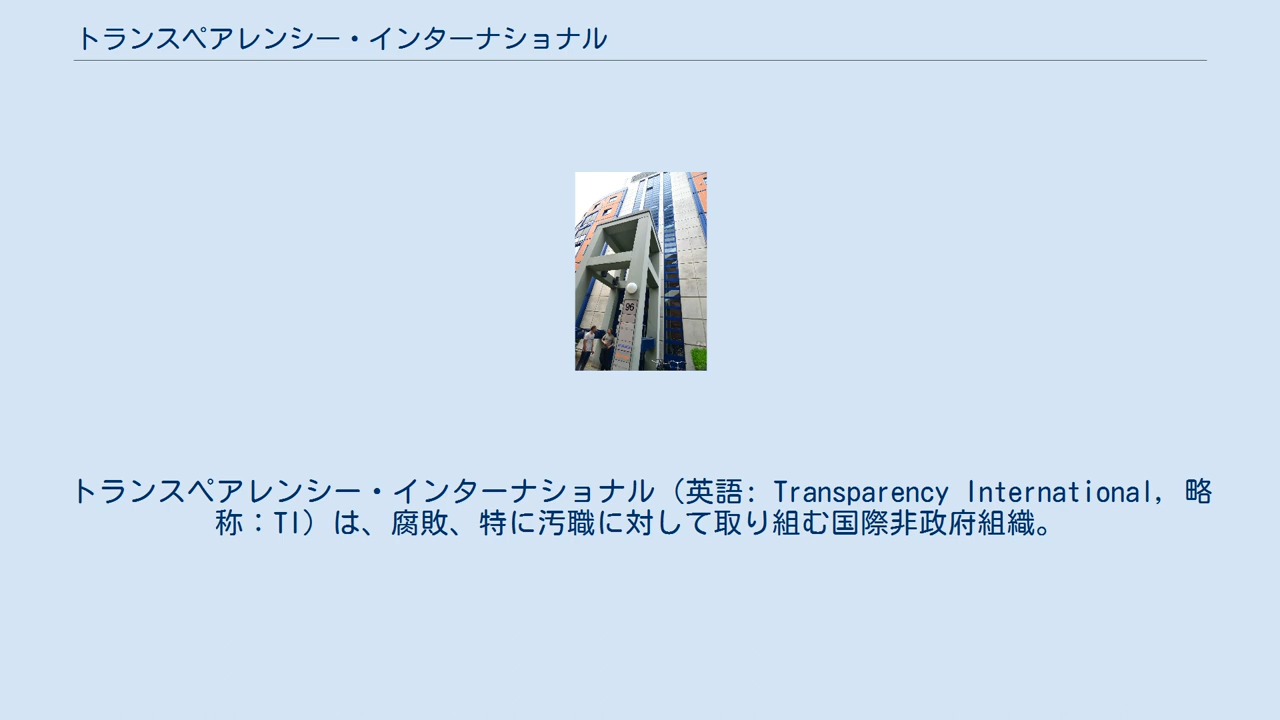 トランスペアレンシー・インターナショナル
96
トランスペアレンシー・インターナショナル（英語: Transparency International, 略
称：TI）は、腐敗、特に汚職に対して取り組む国際非政府組織。